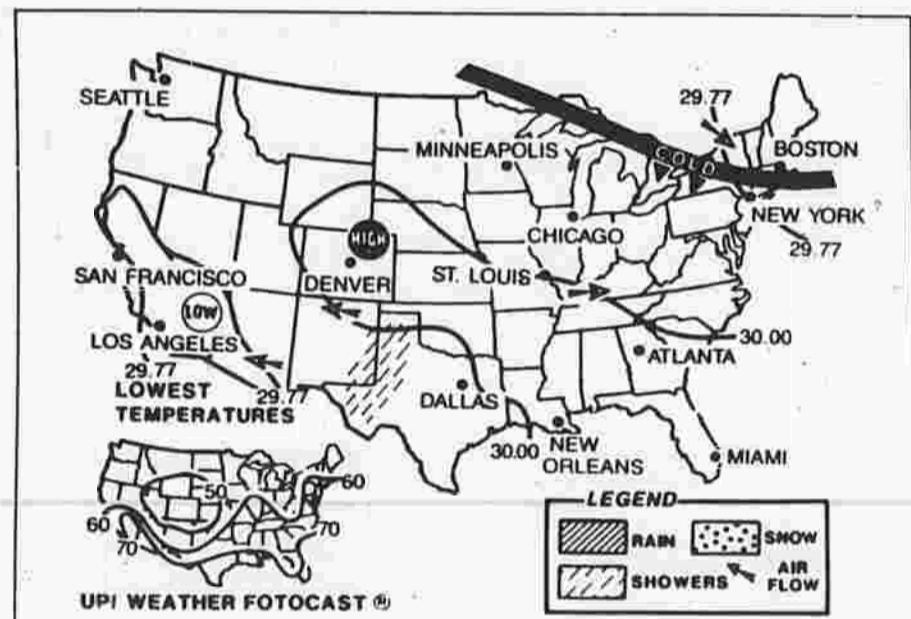 29.77
SEATTLE
MINNEAPOLIS
COLD
BOSTON
NEW YORK
29.77
CHICAGO
HIGH
DENVER
ST. LOUIS
SAN FRANCISCO
LOW
LOS ANGELES
30.00
ATLANTA
29.77
LOWEST
TEMPERATURES
29.77
DALLAS
30.00
NEW
ORLEANS
MIAMI
60
50
60
70
70
LEGEND
RAIN
SNOW
SHOWERS
AIR
FLOW
UPI WEATHER FOTOCAST ®